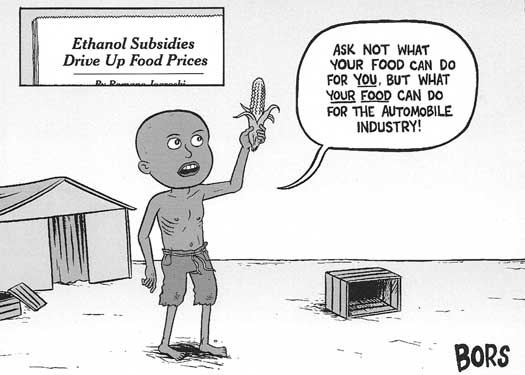 Ethanol Subsidies
Drive Up Food Prices
ASK NOT WHAT
YOUR FOOD CAN DO
FOR YOU, BUT WHAT
YOUR FOOD CAN DO
FOR THE AUTOMOBILE
INDUSTRY!
BORS